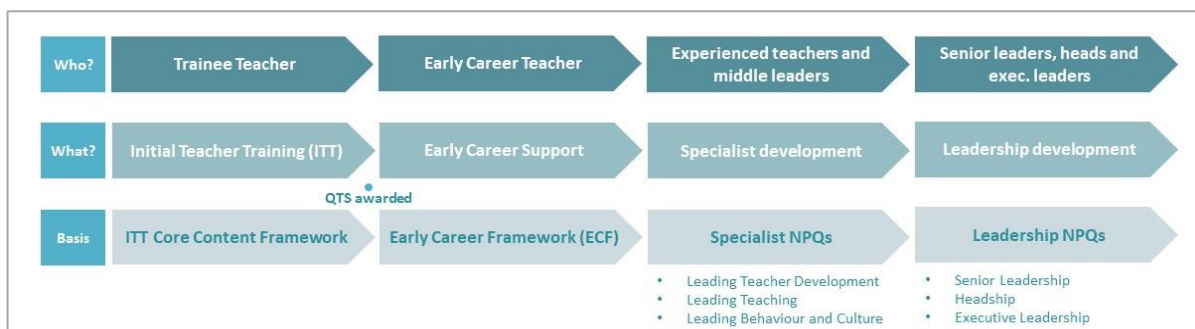 Who?
Trainee Teacher
Early Career Teacher
Experienced teachers and
middle leaders
Senior leaders, heads and
exec. leaders
What?
Initial Teacher Training (ITT)
Early Career Support
Specialist development
Leadership development
QTS awarded
Basis
ITT Core Content Framework
Early Career Framework (ECF)
Specialist NPQs
Leadership NPQs
• Leading Teacher Development
• Leading Teaching
• Leading Behaviour and Culture
• Senior Leadership
• Headship
• Executive Leadership